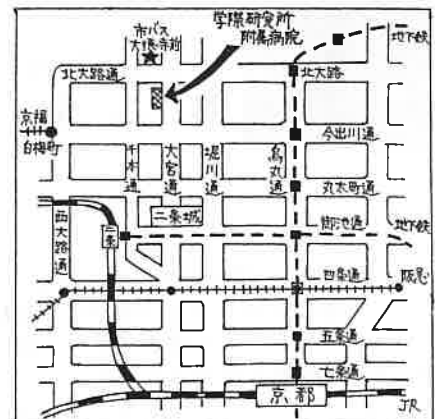 学際研究所
附属病院
市バス
大徳寺前
地下鉄
北大路通
北大路
京陽
白梅町
今出川通
千本通
大宮通
堀川通
烏丸通
丸太町通
西大路通
二条
二条城
御池通
地下鉄
四条通
阪急
五条通
七条通
京都
JR